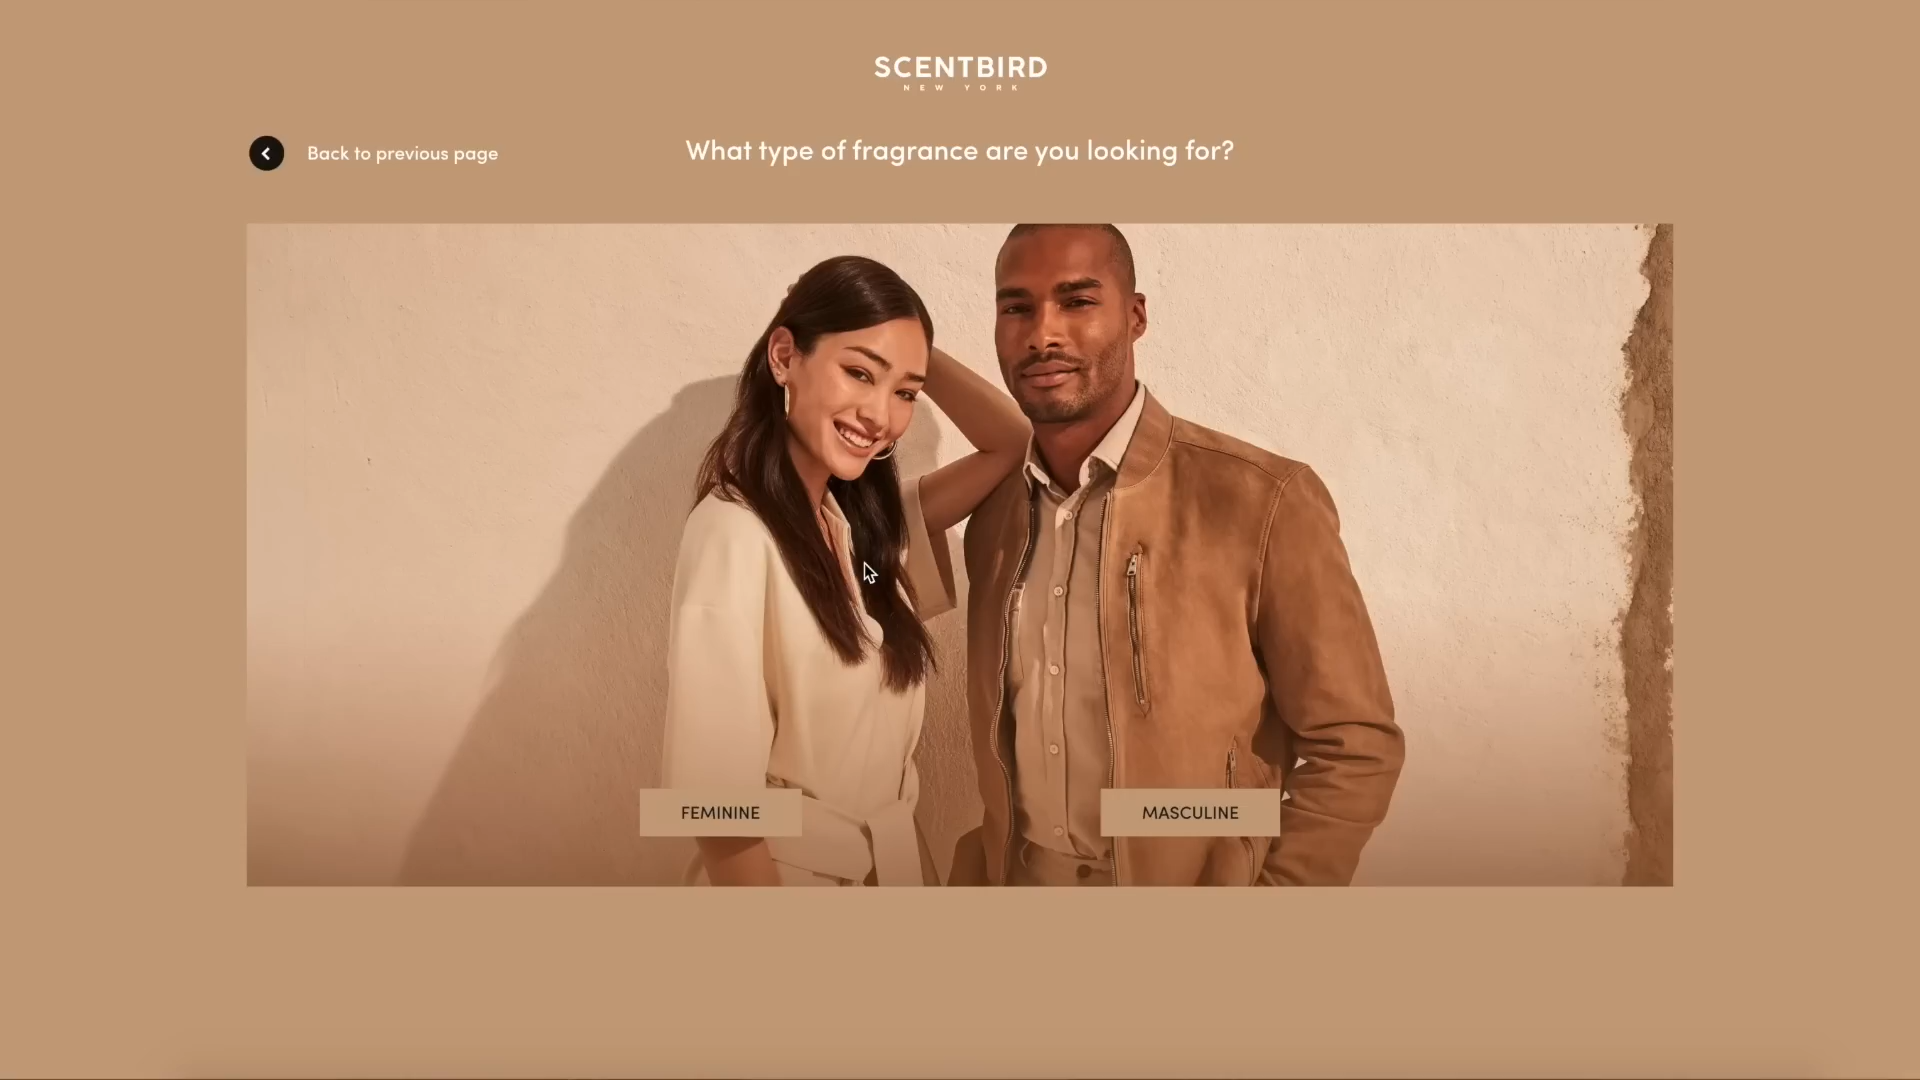 SCENTBIRD
NEW YORK
Back to previous page
What type of fragrance are you looking for?
FEMININE
MASCULINE